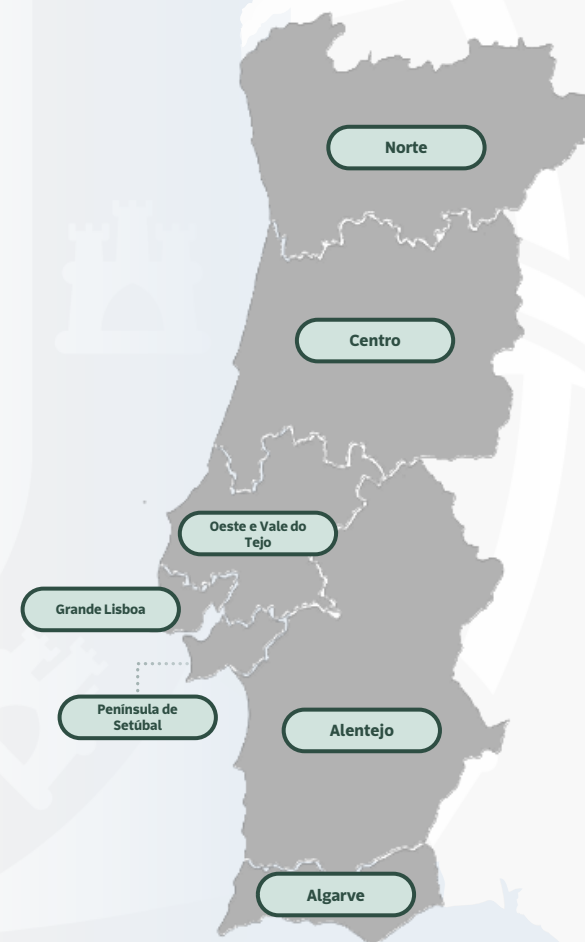 Norte
Centro
Oeste e Vale do
Tejo
Grande Lisboa
Península de
Setúbal
Alentejo
Algarve